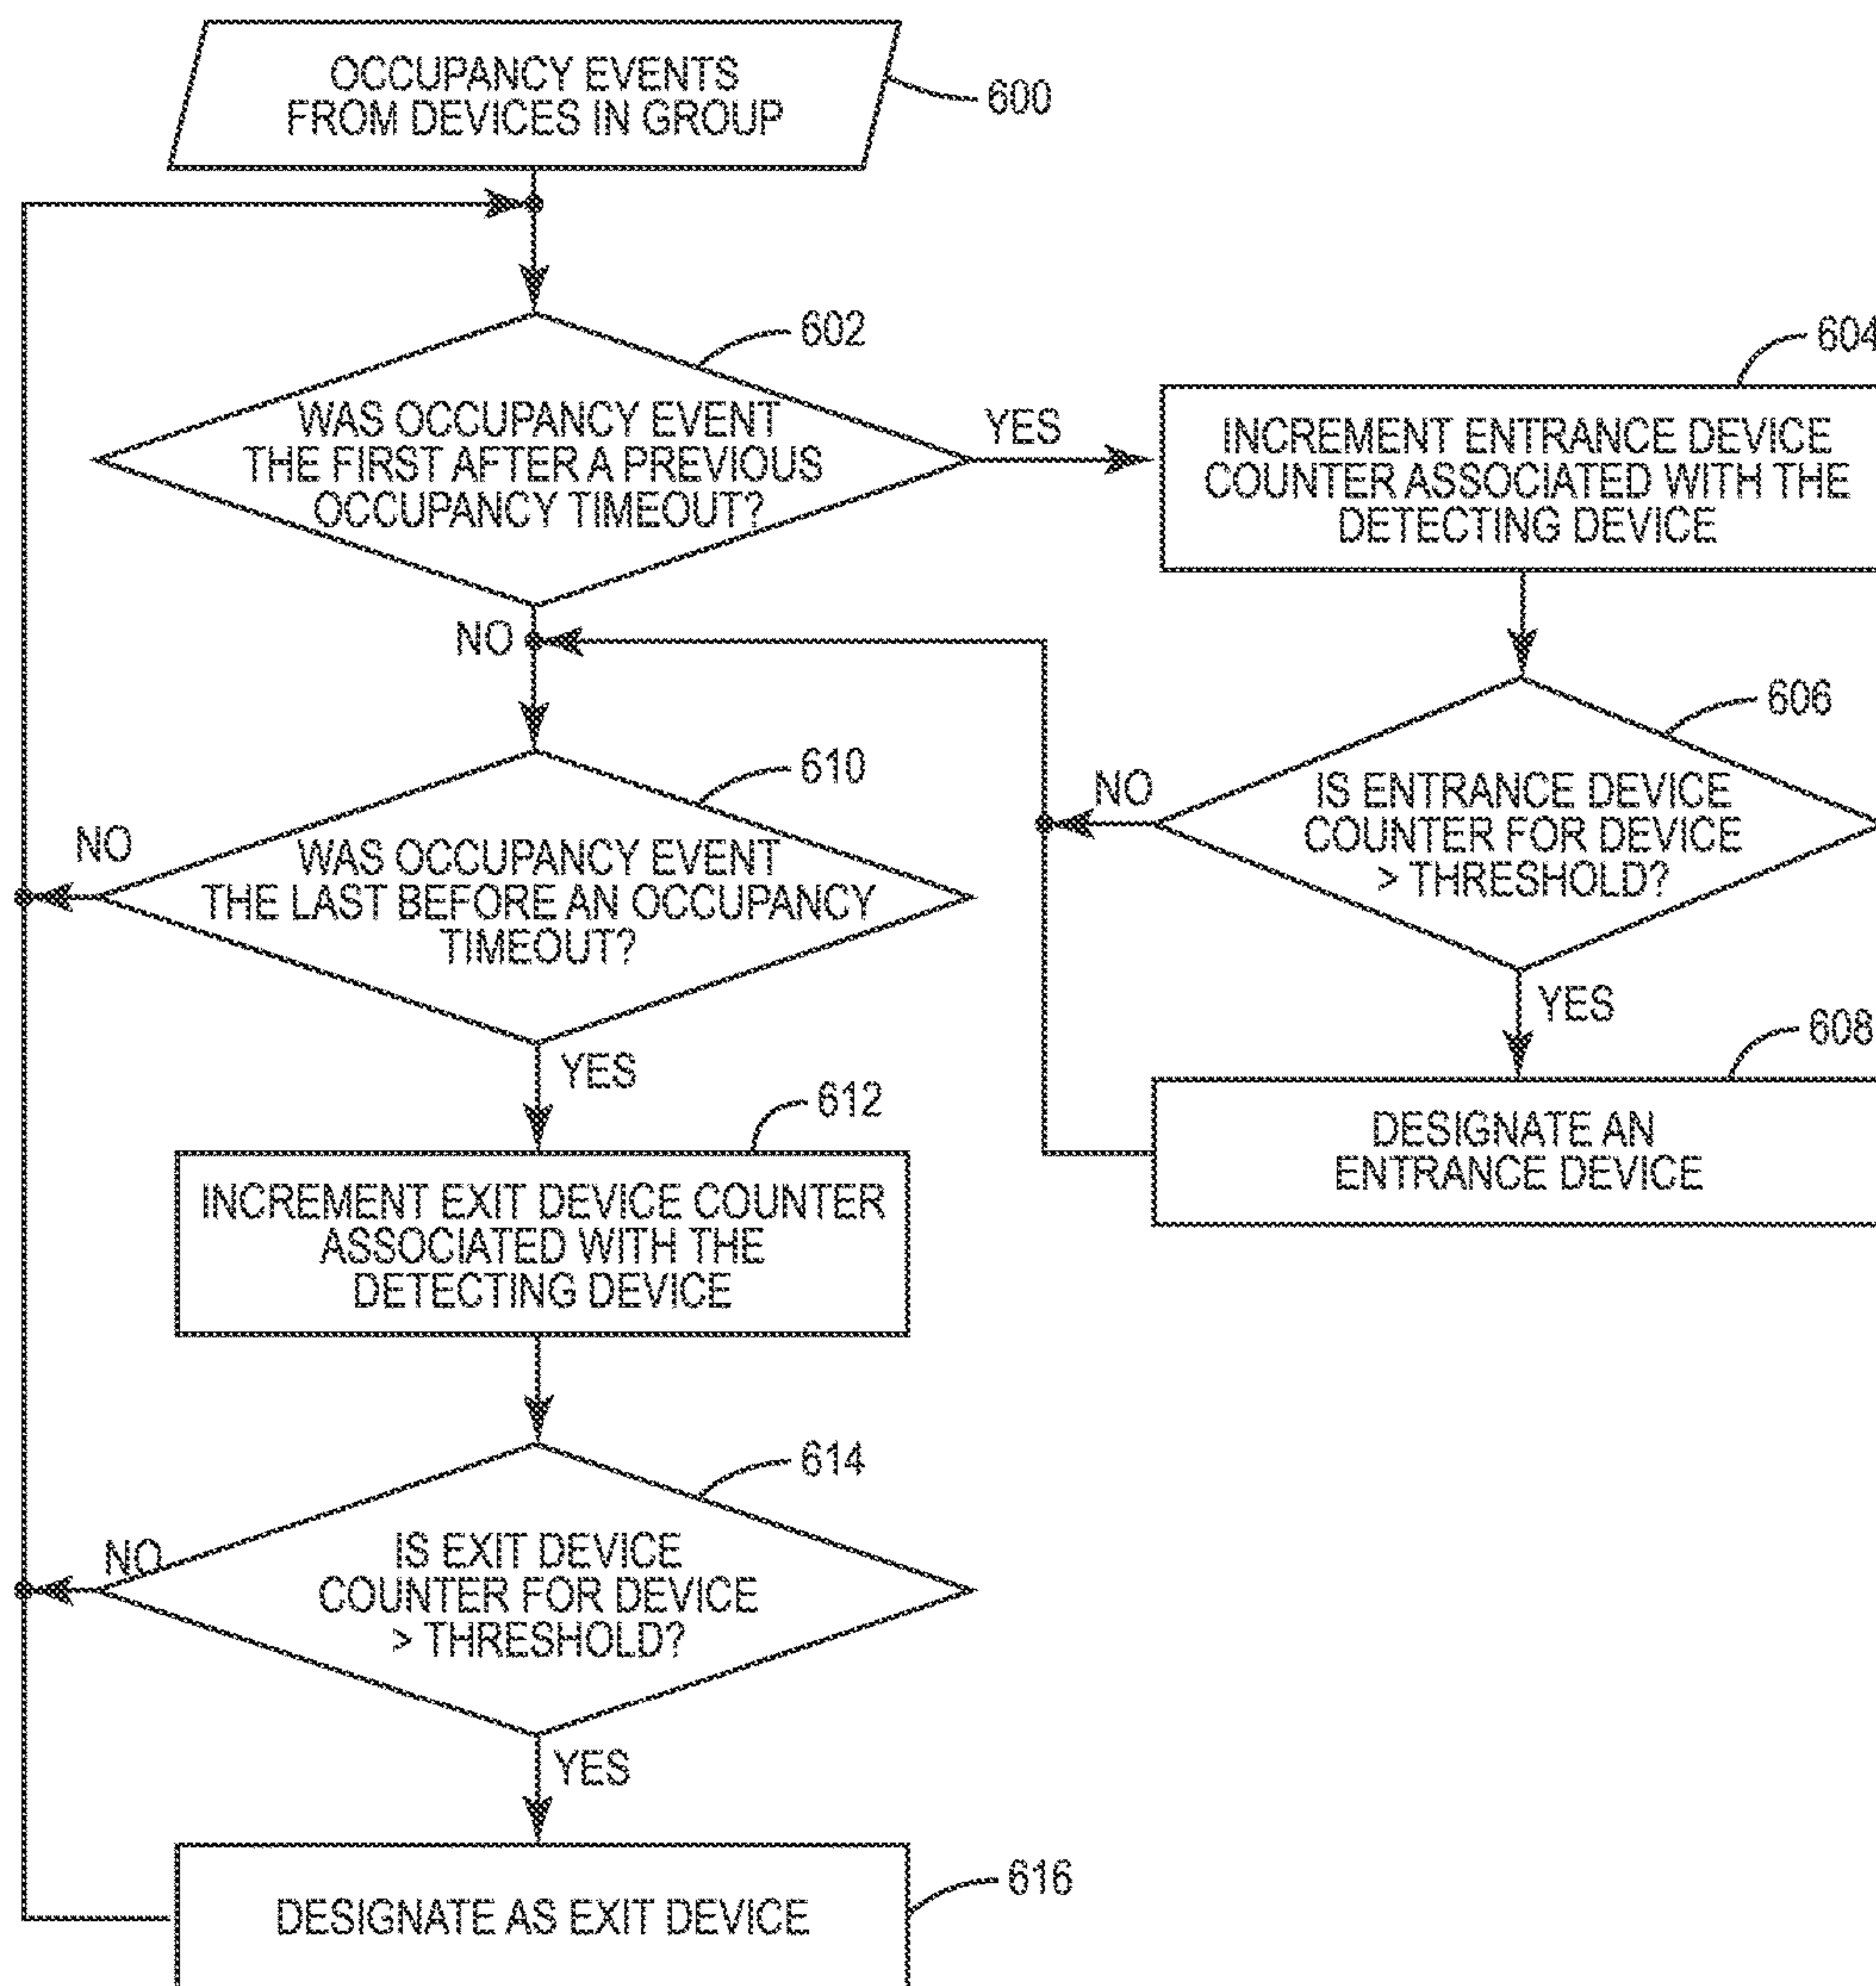 OCCUPANCY EVENTS
FROM DEVICES IN GROUP
600
602
WAS OCCUPANCY EVENT
THE FIRST AFTER A PREVIOUS
OCCUPANCY TIMEOUT?
YES
604
INCREMENT ENTRANCE DEVICE
COUNTER ASSOCIATED WITH THE
DETECTING DEVICE
NO
606
IS ENTRANCE DEVICE
COUNTER FOR DEVICE
> THRESHOLD?
NO
YES
608
DESIGNATE AN
ENTRANCE DEVICE
610
WAS OCCUPANCY EVENT
THE LAST BEFORE AN OCCUPANCY
TIMEOUT?
NO
YES
612
INCREMENT EXIT DEVICE COUNTER
ASSOCIATED WITH THE
DETECTING DEVICE
614
IS EXIT DEVICE
COUNTER FOR DEVICE
> THRESHOLD?
NO
YES
616
DESIGNATE AS EXIT DEVICE